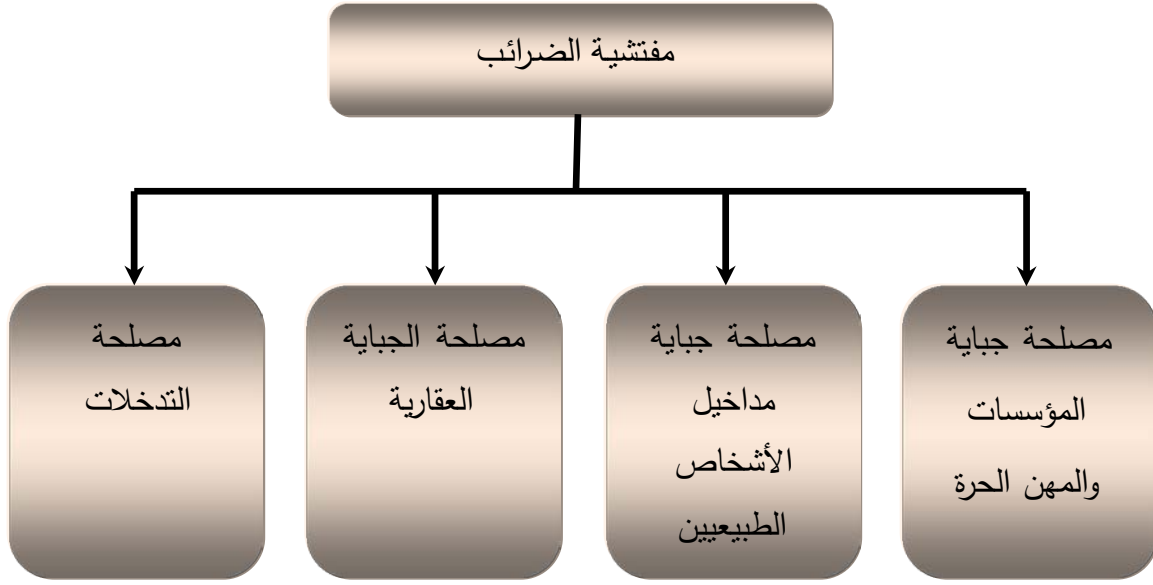 مفتشية الضرائب
مصلحة جباية
المؤسسات
والمهن الحرة
مصلحة جباية
مداخيل
الأشخاص
الطبيعيين
مصلحة الجباية
العقارية
مصلحة
التدخلات